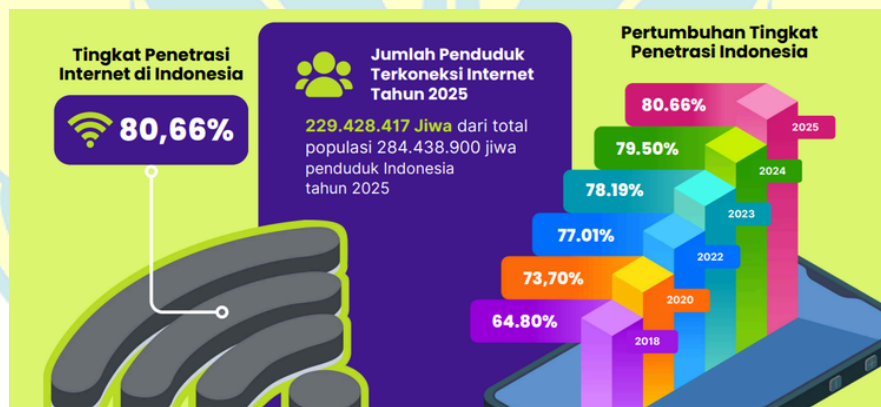 Tingkat Penetrasi
Internet di Indonesia
80,66%
Jumlah Penduduk
Terkoneksi Internet
Tahun 2025
229.428.417 Jiwa dari total
populasi 284.438.900 jiwa
penduduk Indonesia
tahun 2025
Pertumbuhan Tingkat
Penetrasi Indonesia
80.66%
2025
79.50%
2024
78.19%
2023
77.01%
2022
73,70%
2020
64.80%
2018